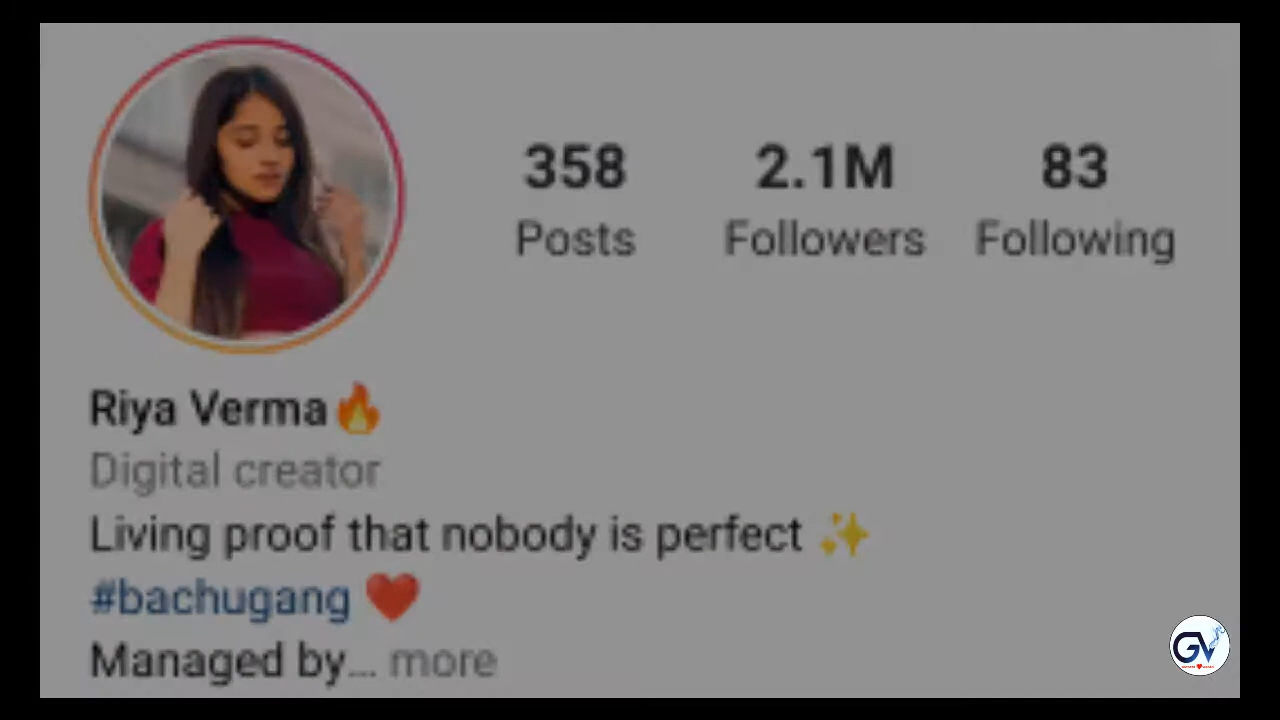 358 2.1M 83
Posts Followers Following
Riya Verma🔥
Digital creator
Living proof that nobody is perfect ✨
#bachugang ❤️
Managed by... more
GV